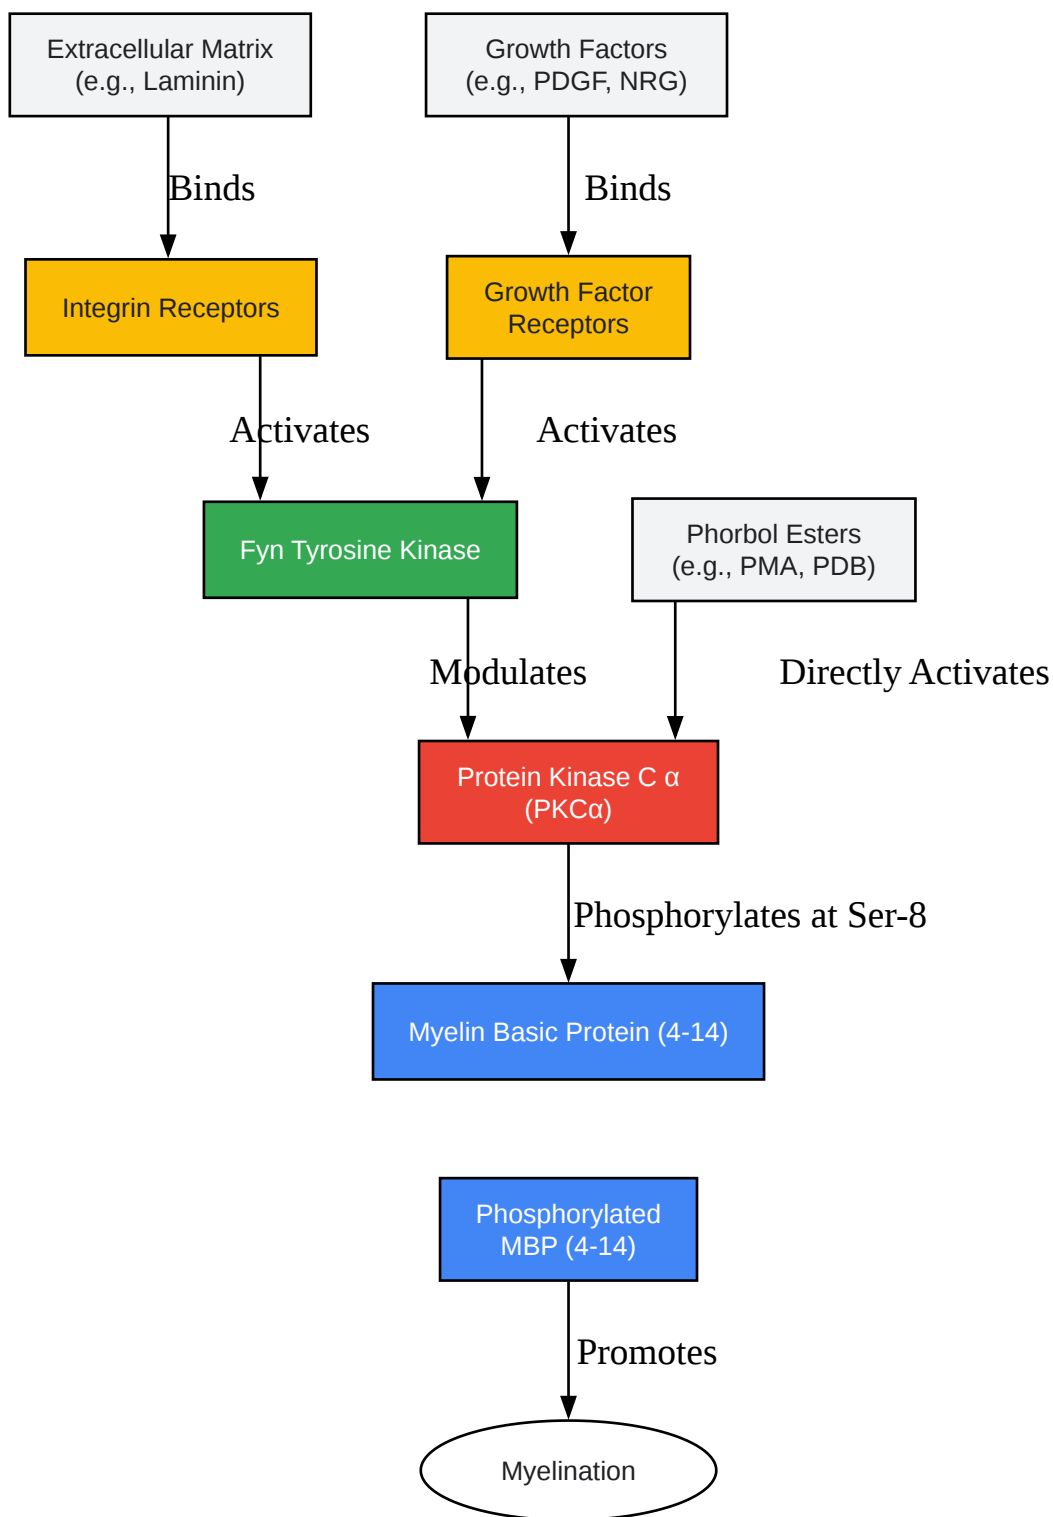 Extracellular Matrix
(e.g., Laminin)
Growth Factors
(e.g., PDGF, NRG)
Binds
Binds
Integrin Receptors
Growth Factor
Receptors
Activates
Activates
Fyn Tyrosine Kinase
Phorbol Esters
(e.g., PMA, PDB)
Modulates
Directly Activates
Protein Kinase C α
(PKCα)
Phosphorylates at Ser-8
Myelin Basic Protein (4-14)
Phosphorylated
MBP (4-14)
Promotes
Myelination